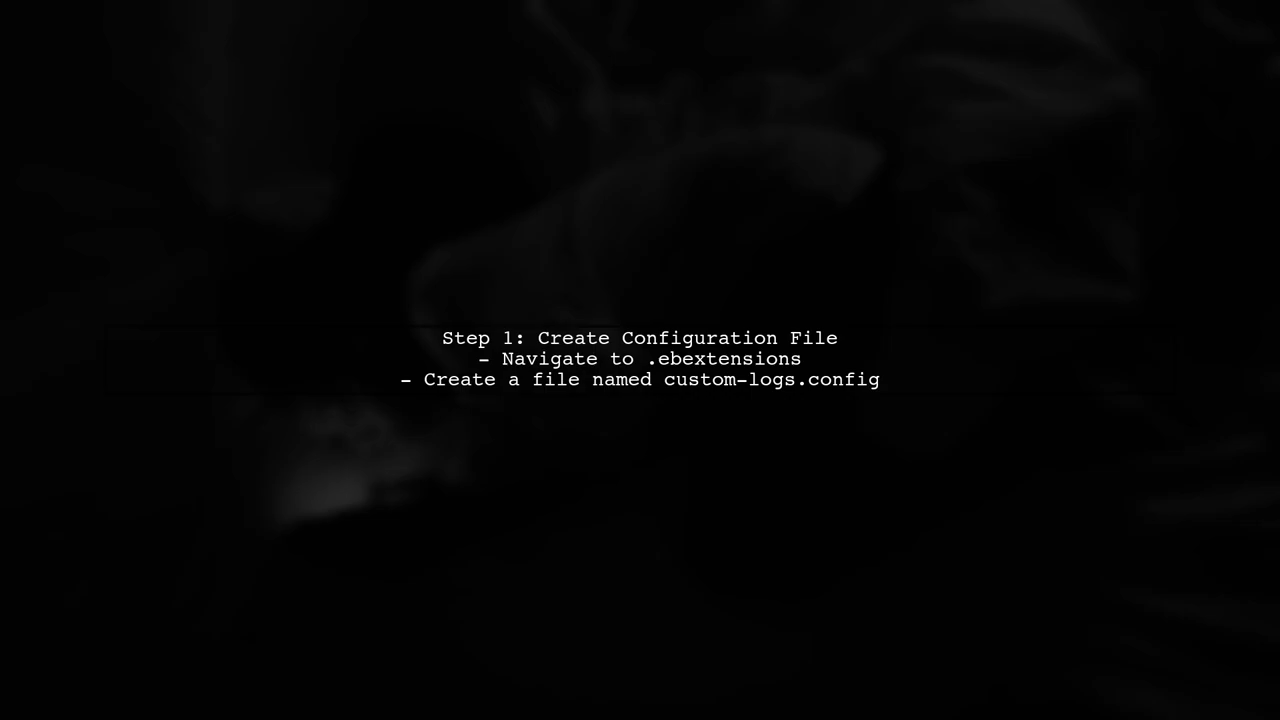 Step 1: Create Configuration File
- Navigate to .ebextensions
- Create a file named custom-logs.config